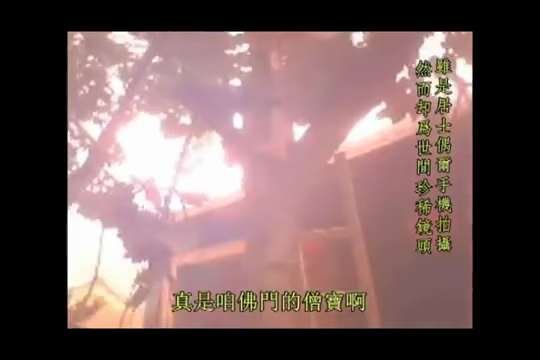 雖是居士偶爾手機拍攝
然而却為世間珍稀鏡頭
真是咱佛門的僧寶啊